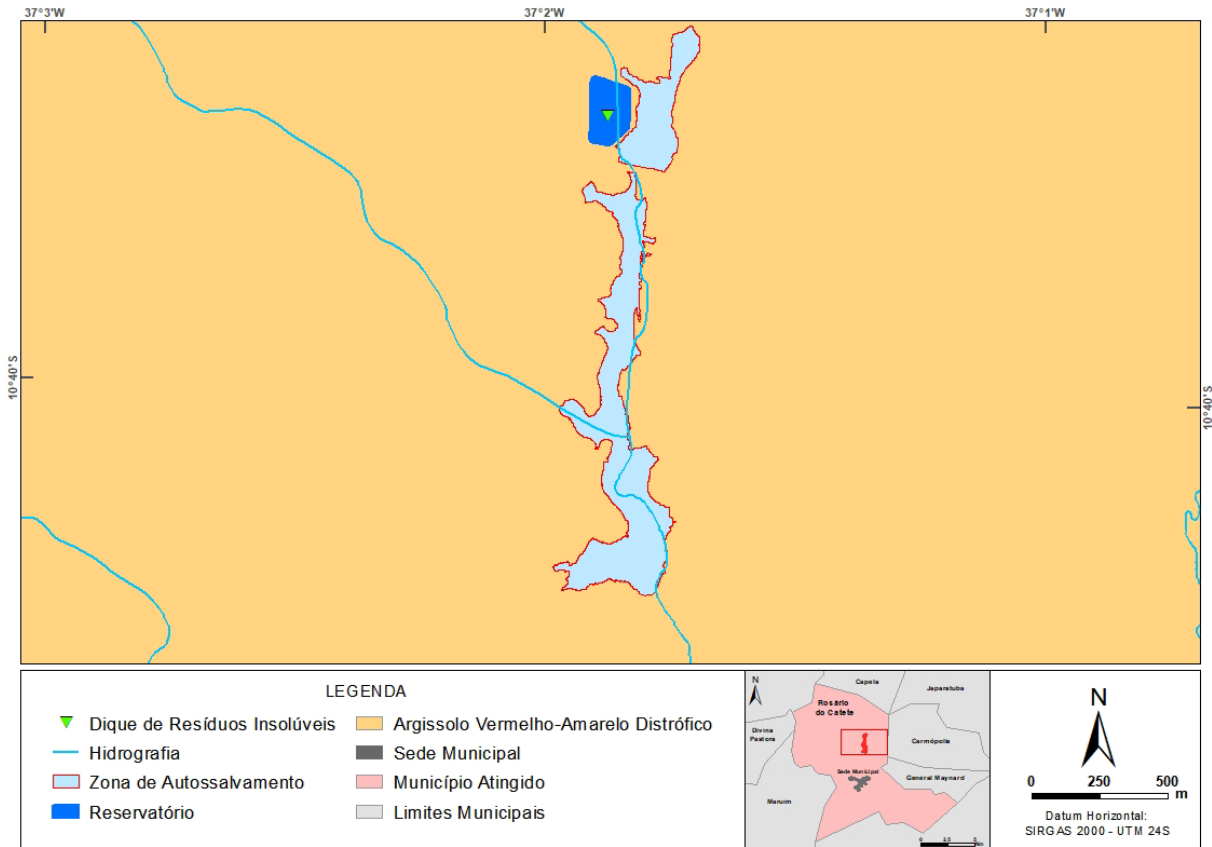 37°3'W
37°2'W
37°1'W
10°40'S
10°40'S
LEGENDA
Dique de Resíduos Insolúveis
Hidrografia
Zona de Autossalvamento
Reservatório
Argissolo Vermelho-Amarelo Distrófico
Sede Municipal
Município Atingido
Limites Municipais
N
Capela
Japaratuba
Rosário
do Catete
Divina
Pastora
Carmópolis
Sede Municipal
General Maynard
Maruim
N
0 250 500
m
Datum Horizontal:
SIRGAS 2000 - UTM 24S